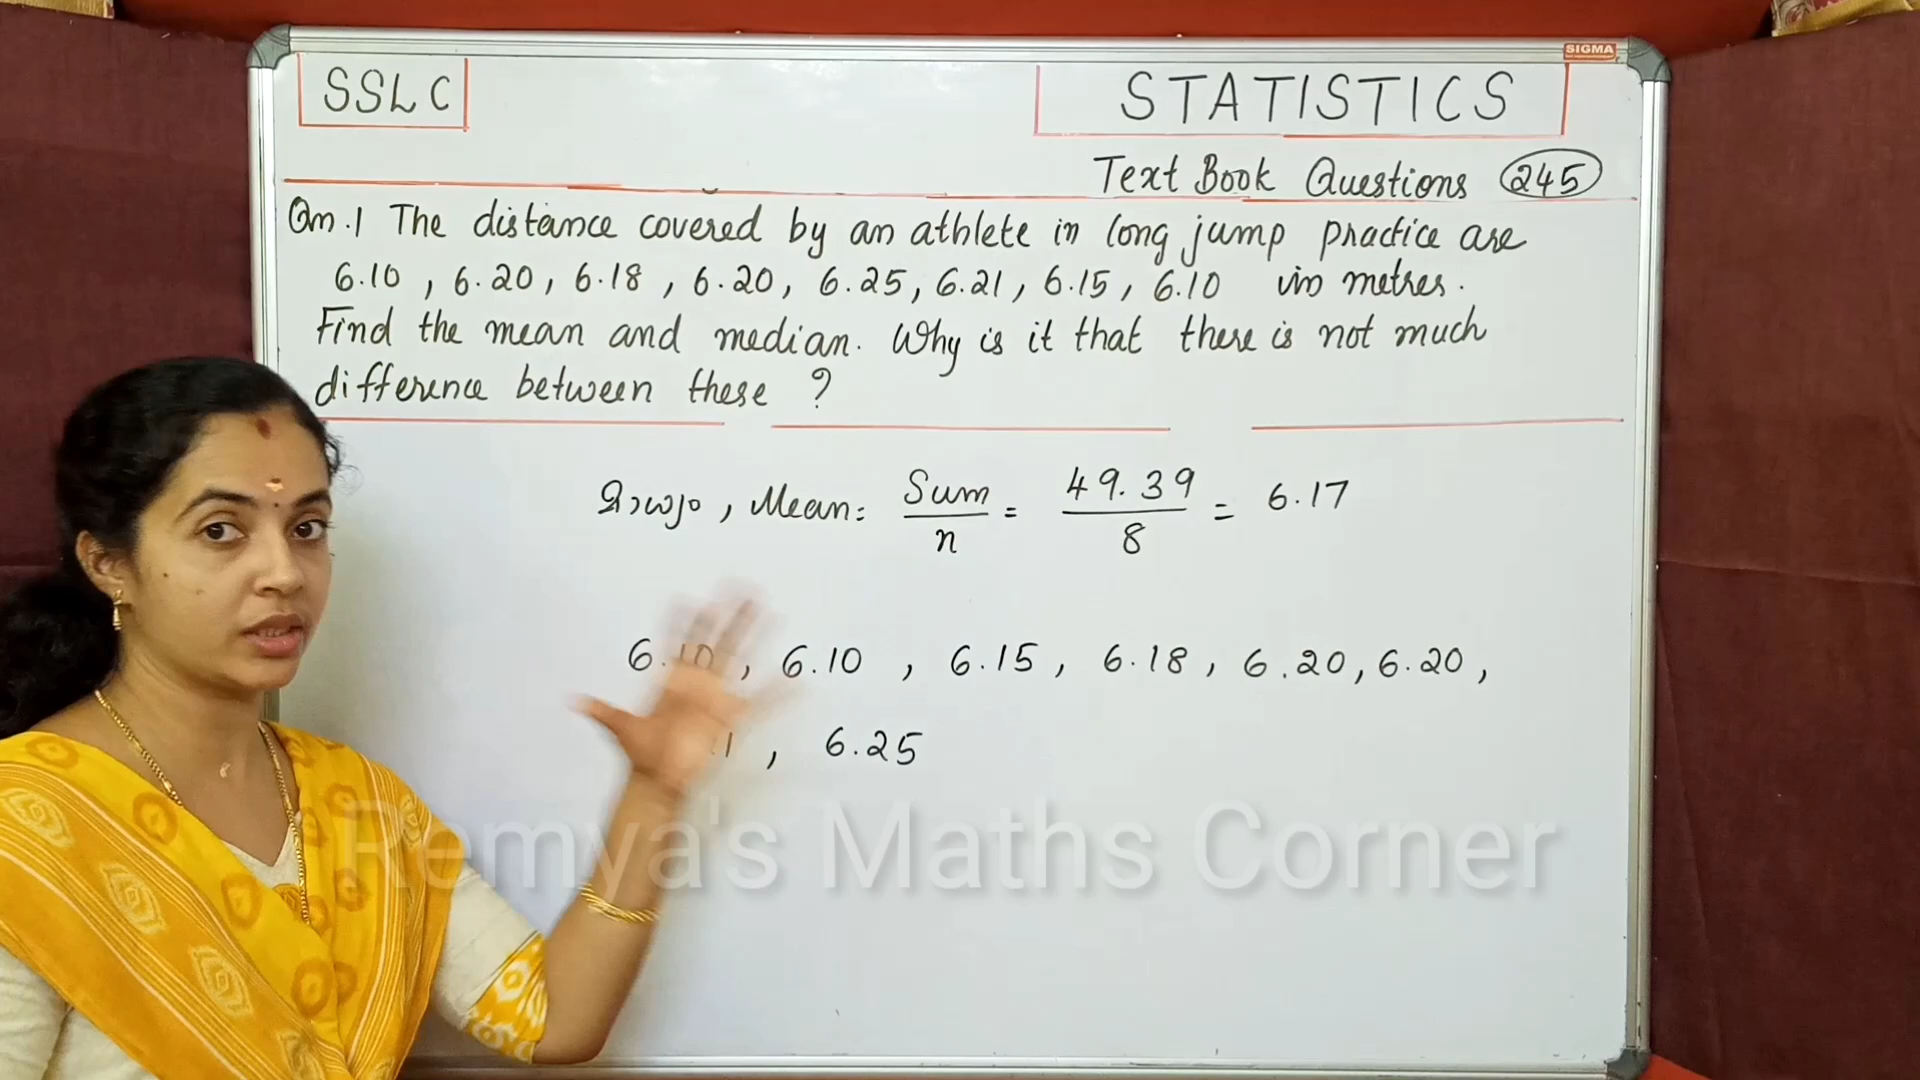 SIGMA
SSLC
STATISTICS
Text Book Questions 245
Qn.1 The distance covered by an athlete in long jump practice are
6.10 , 6.20 , 6.18 , 6.20 , 6.25 , 6.21 , 6.15 , 6.10 in metres.
Find the mean and median. Why is it that there is not much
difference between these ?
മാധ്യം , Mean = Sum/n = 49.39/8 = 6.17
6.10 , 6.10 , 6.15 , 6.18 , 6.20 , 6.20 ,
, 6.25
Remya's Maths Corner